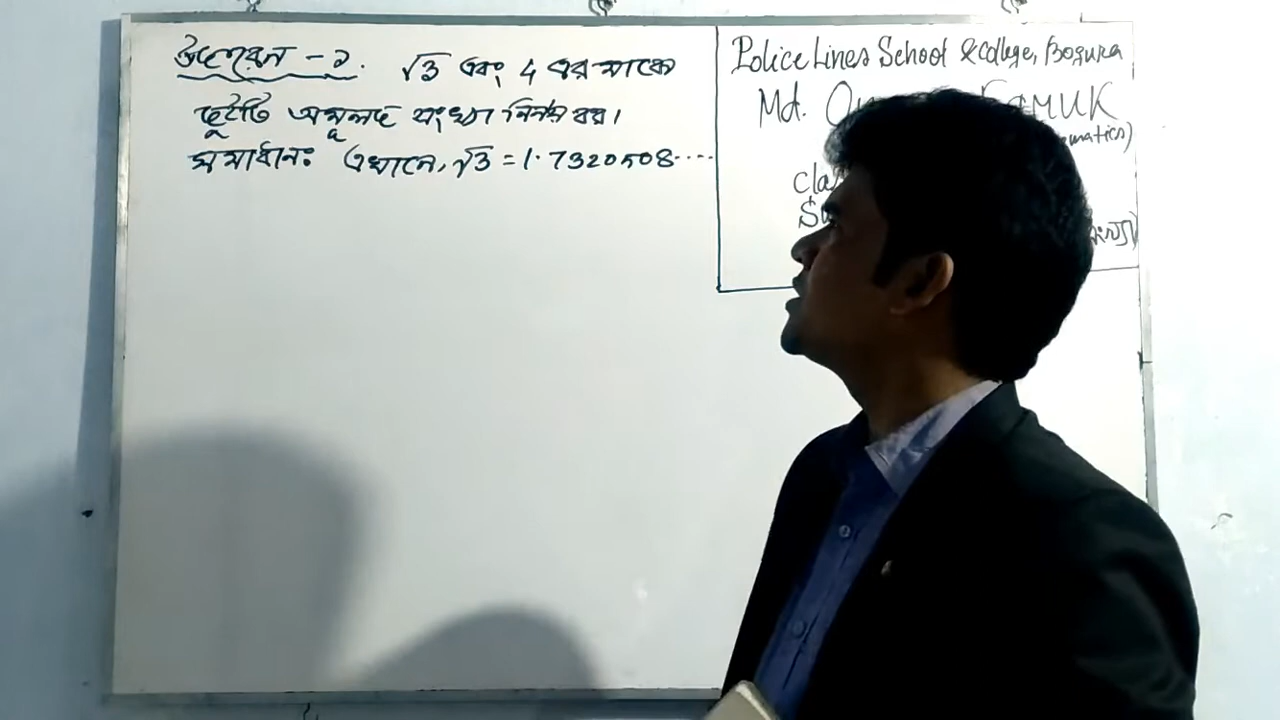 উদাহরণ - ১. √3 এবং 4 এর মাঝে
দুইটি অমূলদ সংখ্যা নির্ণয় কর।
সমাধানঃ এখানে, √3 = 1.7320508....
Police Lines School & College, Bogura
Md.